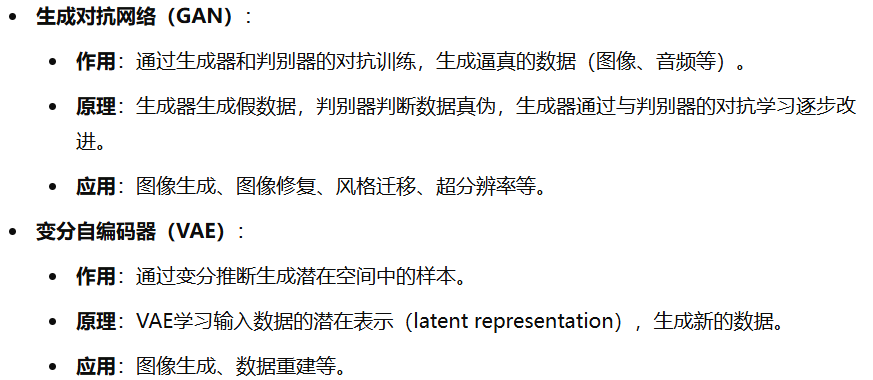 生成对抗网络（GAN）：
作用：通过生成器和判别器的对抗训练，生成逼真的数据（图像、音频等）。
原理：生成器生成假数据，判别器判断数据真伪，生成器通过与判别器的对抗学习逐步改
进。
应用：图像生成、图像修复、风格迁移、超分辨率等。
变分自编码器（VAE）：
作用：通过变分推断生成潜在空间中的样本。
原理：VAE学习输入数据的潜在表示（latent representation），生成新的数据。
应用：图像生成、数据重建等。